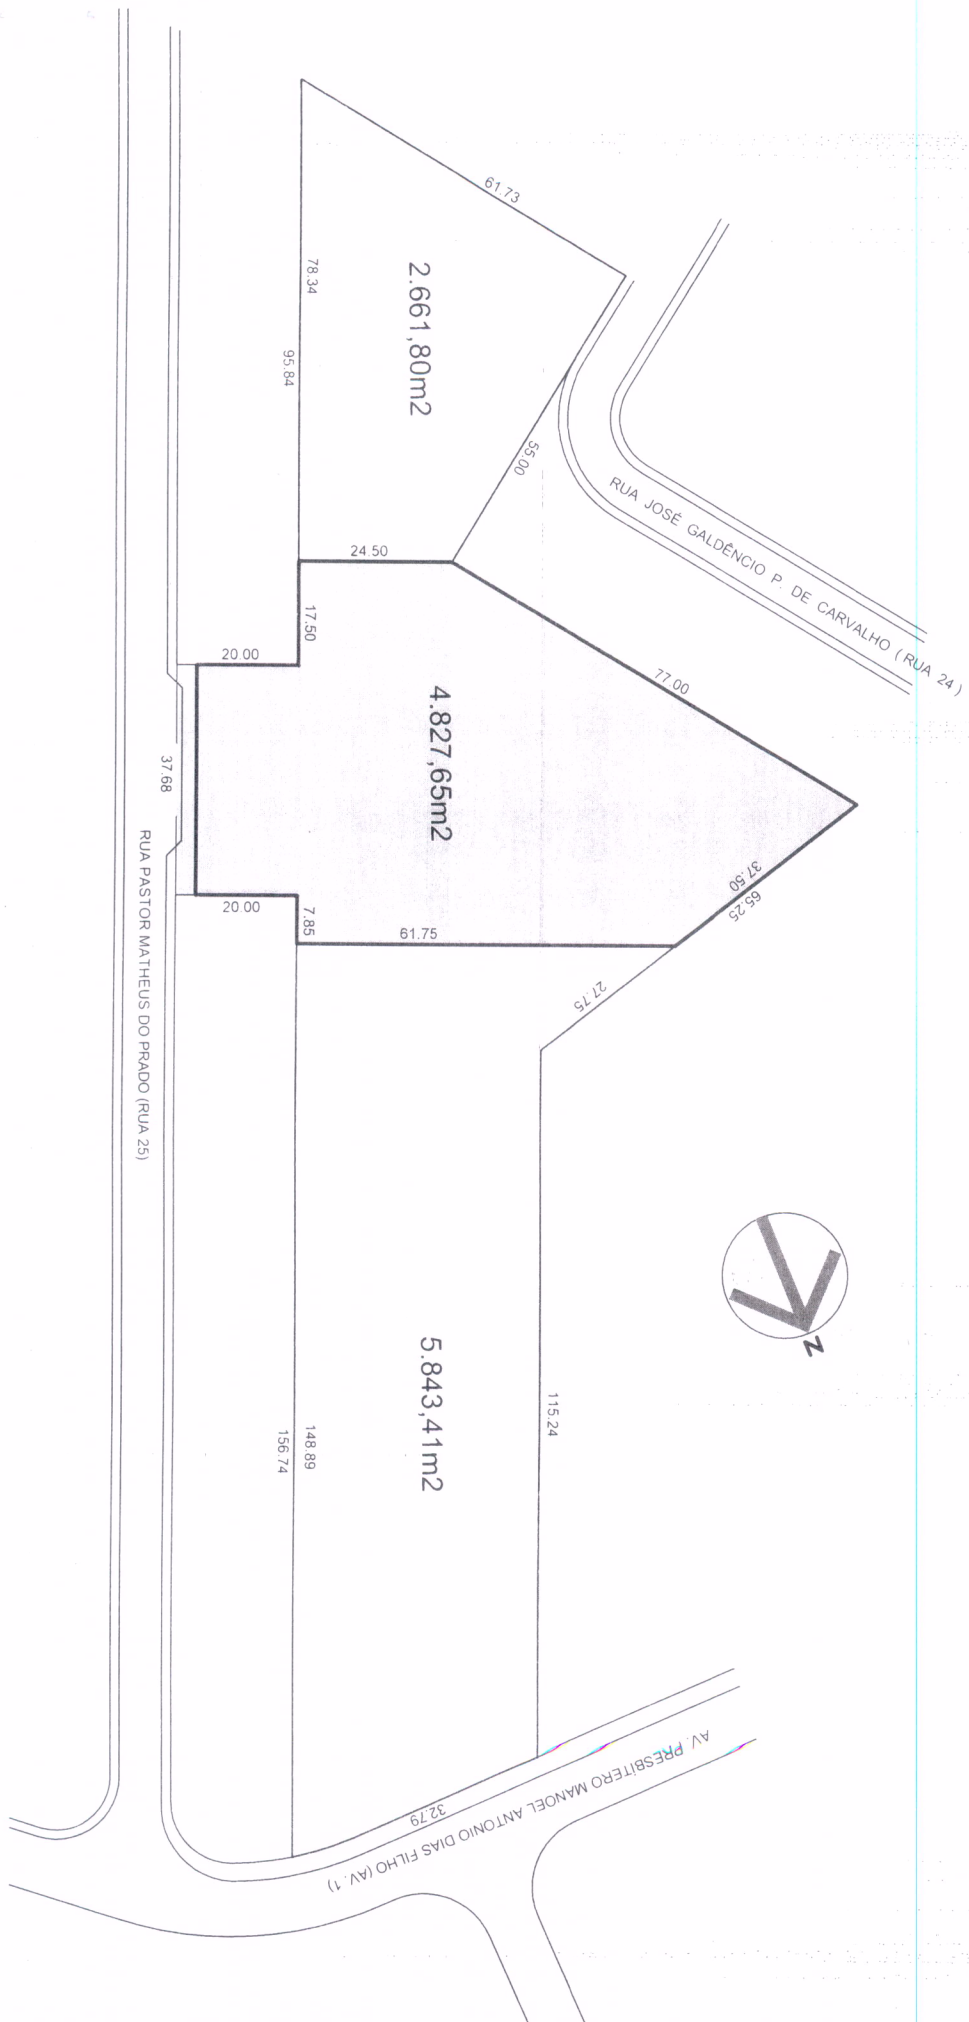 61.73
78.34
95.84
2.661,80m2
55.00
RUA JOSÉ GALDÊNCIO P. DE CARVALHO ( RUA 24 )
24.50
17.50
20.00
77.00
4.827,65m2
37.68
37.50
65.25
20.00
7.85
61.75
27.75
RUA PASTOR MATHEUS DO PRADO (RUA 25)
N
5.843,41m2
115.24
148.89
156.74
32.79
AV. PRESBÍTERO MANOEL ANTONIO DIAS FILHO (AV. 1)